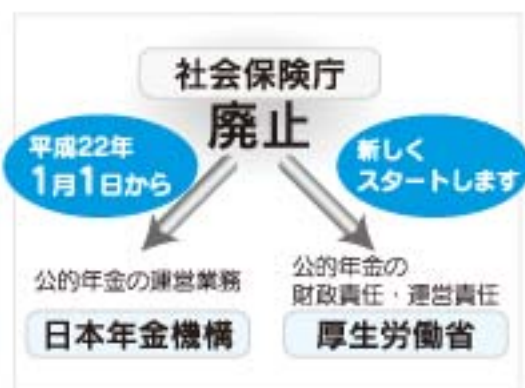 社会保険庁
廃止
平成22年
1月1日から
新しく
スタートします
公的年金の運営業務
日本年金機構
公的年金の
財政責任・運営責任
厚生労働省